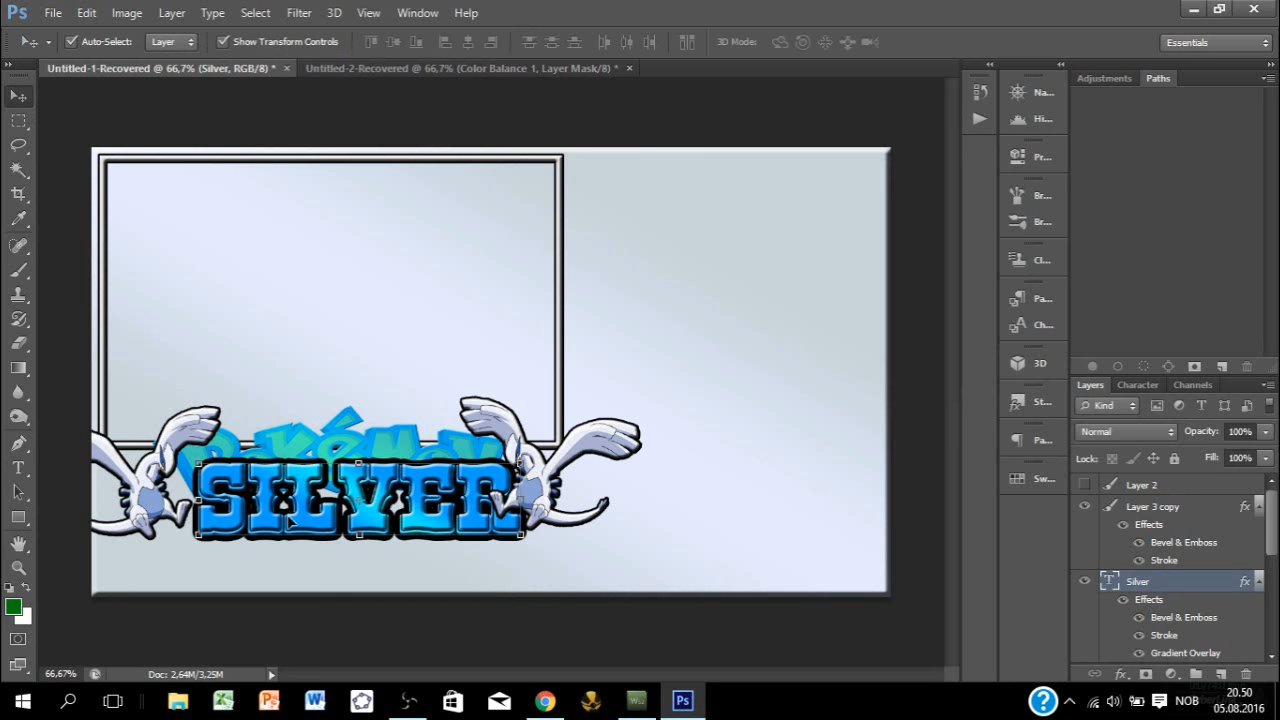 Ps File Edit Image Layer Type Select Filter 3D View Window Help
Auto-Select: Layer Show Transform Controls 3D Mode: Essentials
Untitled-1-Recovered @ 66,7% (Silver, RGB/8) * × Untitled-2-Recovered @ 66,7% (Color Balance 1, Layer Mask/8) * ×
Adjustments Paths
Na...
Hi...
Pr...
Br...
Br...
Cl...
Pa...
Ch...
3D
St...
Pa...
Sw...
Layers Character Channels
Kind
Normal Opacity: 100%
Lock: Fill: 100%
Layer 2
Layer 3 copy fx
Effects
Bevel & Emboss
Stroke
Silver fx
Effects
Bevel & Emboss
Stroke
Gradient Overlay
Pokémon
SILVER
66,67% Doc: 2,64M/3,25M
NOB
20.50
05.08.2016